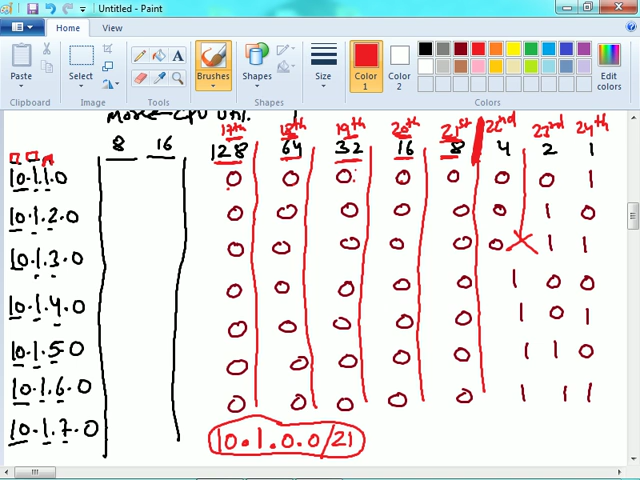 Untitled - Paint
Home View
Paste Select Brushes Shapes Size Color 1 Color 2 Edit colors
Clipboard Image Tools Colors
More CPU Util.
17th 18th 19th 20th 21st 22nd 23rd 24th
8 16 128 64 32 16 8 4 2 1
10.1.1.0 0 0 0 0 0 0 0 1
10.1.2.0 0 0 0 0 0 0 1 0
10.1.3.0 0 0 0 0 0 0 1 1
10.1.4.0 0 0 0 0 0 1 0 0
10.1.5.0 0 0 0 0 0 1 0 1
10.1.6.0 0 0 0 0 0 1 1 0
10.1.7.0 0 0 0 0 0 1 1 1
10.1.0.0/21